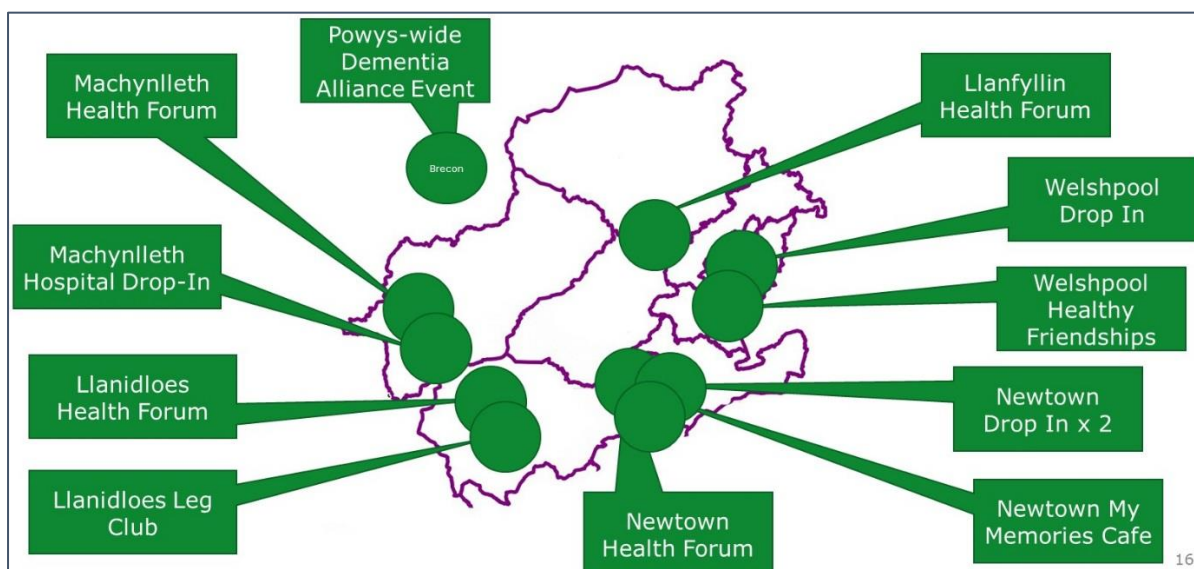 Powys-wide
Dementia
Alliance Event
Brecon
Machynlleth
Health Forum
Machynlleth
Hospital Drop-In
Llanidloes
Health Forum
Llanidloes Leg
Club
Llanfyllin
Health Forum
Welshpool
Drop In
Welshpool
Healthy
Friendships
Newtown
Drop In x 2
Newtown My
Memories Cafe
Newtown
Health Forum
16